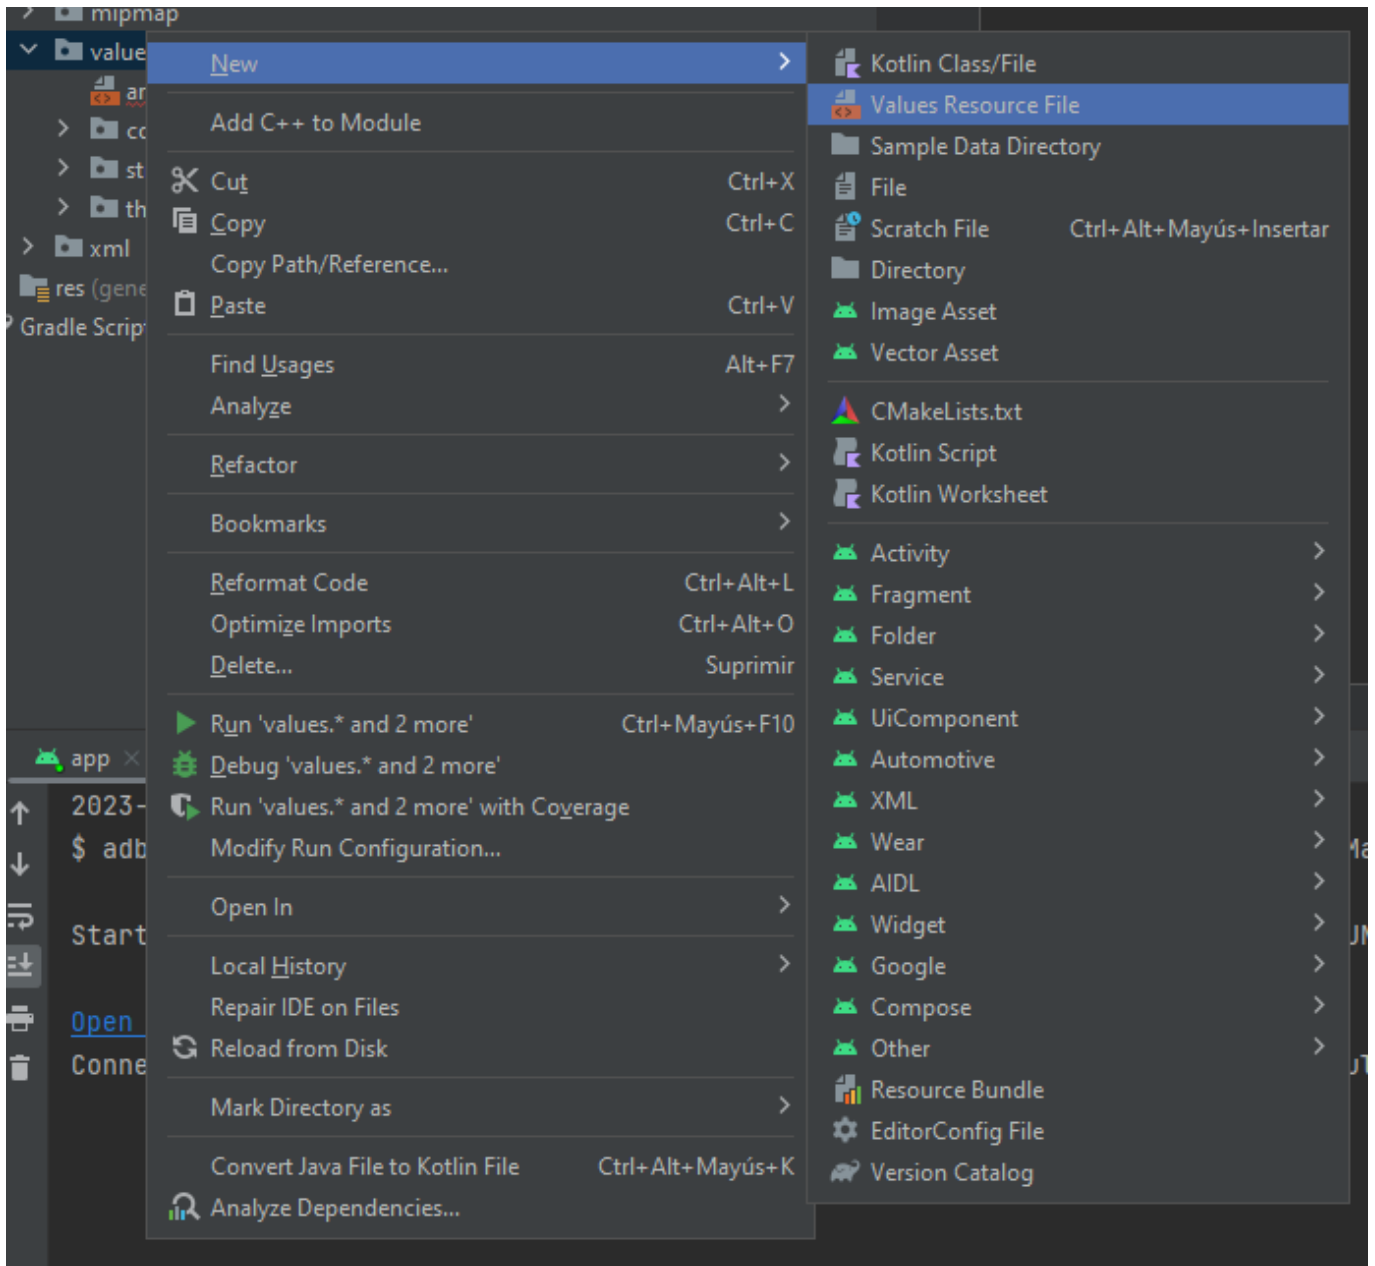 mipmap
value
New
Kotlin Class/File
Values Resource File
ar
Add C++ to Module
co
Sample Data Directory
st
Cut Ctrl+X
File
th
Copy Ctrl+C
Scratch File Ctrl+Alt+Mayús+Insertar
xml
Copy Path/Reference...
Directory
res (gene
Paste Ctrl+V
Image Asset
Gradle Scrip
Vector Asset
Find Usages Alt+F7
Analyze
CMakeLists.txt
Kotlin Script
Refactor
Kotlin Worksheet
Bookmarks
Activity
Reformat Code Ctrl+Alt+L
Fragment
Optimize Imports Ctrl+Alt+O
Folder
Delete... Suprimir
Service
Run 'values.* and 2 more' Ctrl+Mayús+F10
UiComponent
app
Debug 'values.* and 2 more'
Automotive
2023-
Run 'values.* and 2 more' with Coverage
XML
$ adb
Modify Run Configuration...
Wear
Ma
AIDL
Open In
Widget
Start
Local History
Google
Repair IDE on Files
Compose
Open
Reload from Disk
Other
Conne
Resource Bundle
Mark Directory as
EditorConfig File
Convert Java File to Kotlin File Ctrl+Alt+Mayús+K
Version Catalog
Analyze Dependencies...